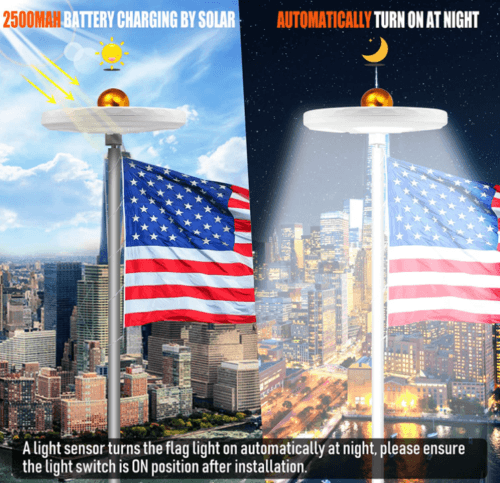 2500MAH BATTERY CHARGING BY SOLAR
AUTOMATICALLY TURN ON AT NIGHT
A light sensor turns the flag light on automatically at night, please ensure
the light switch is ON position after installation.